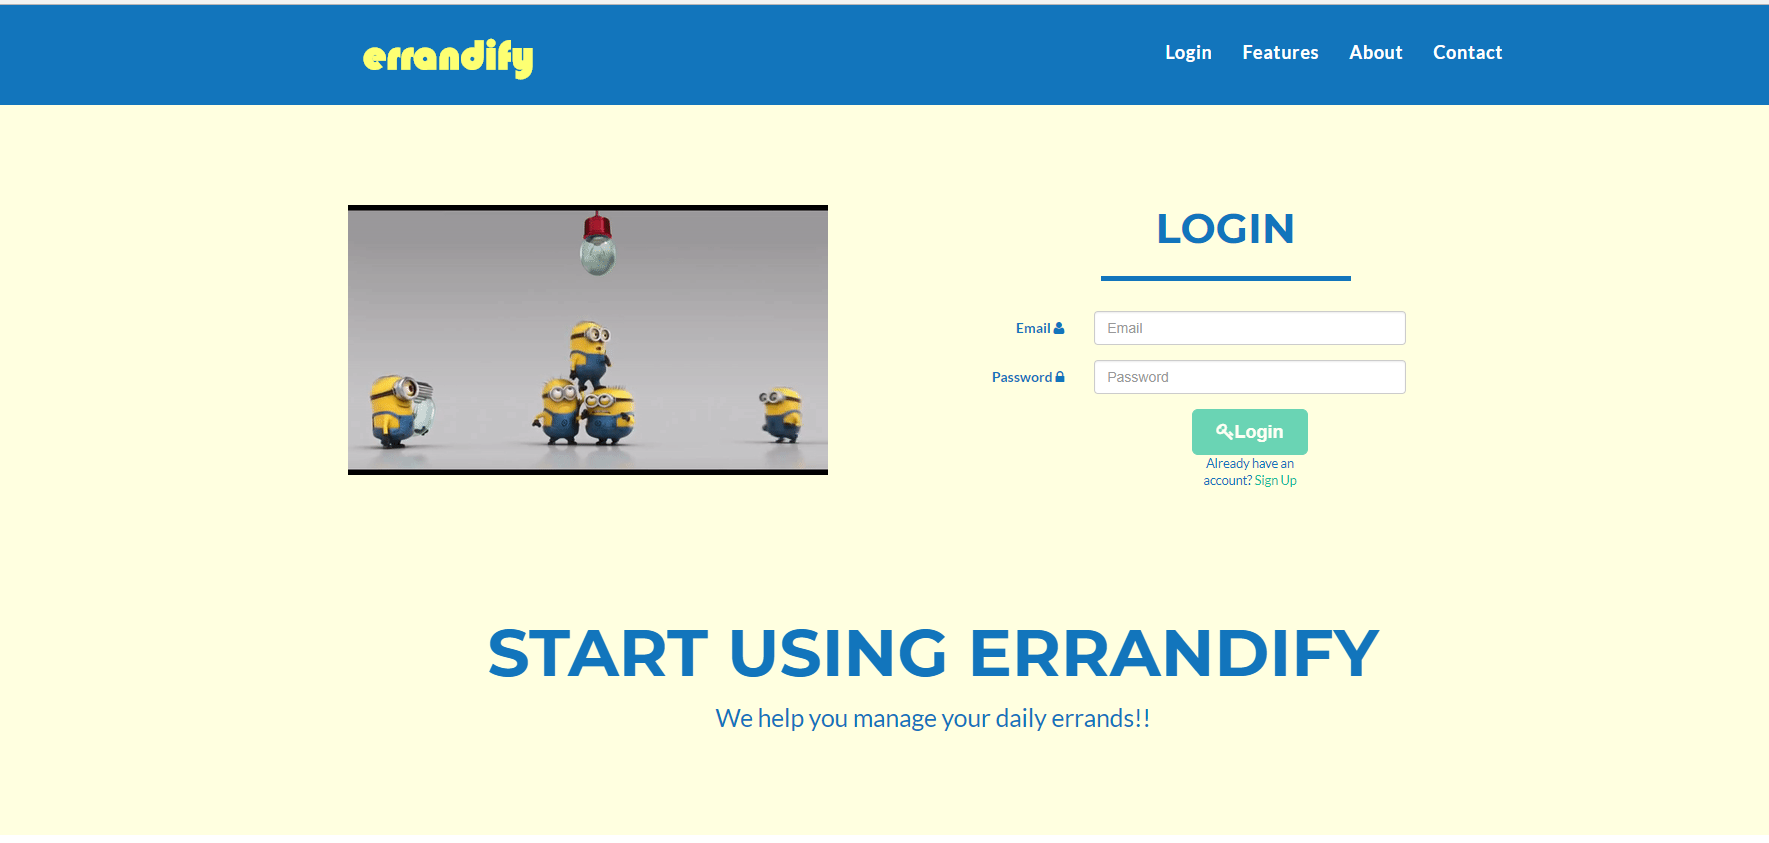 errandify
Login Features About Contact
LOGIN
Email
Email
Password
Password
Login
Already have an
account? Sign Up
START USING ERRANDIFY
We help you manage your daily errands!!